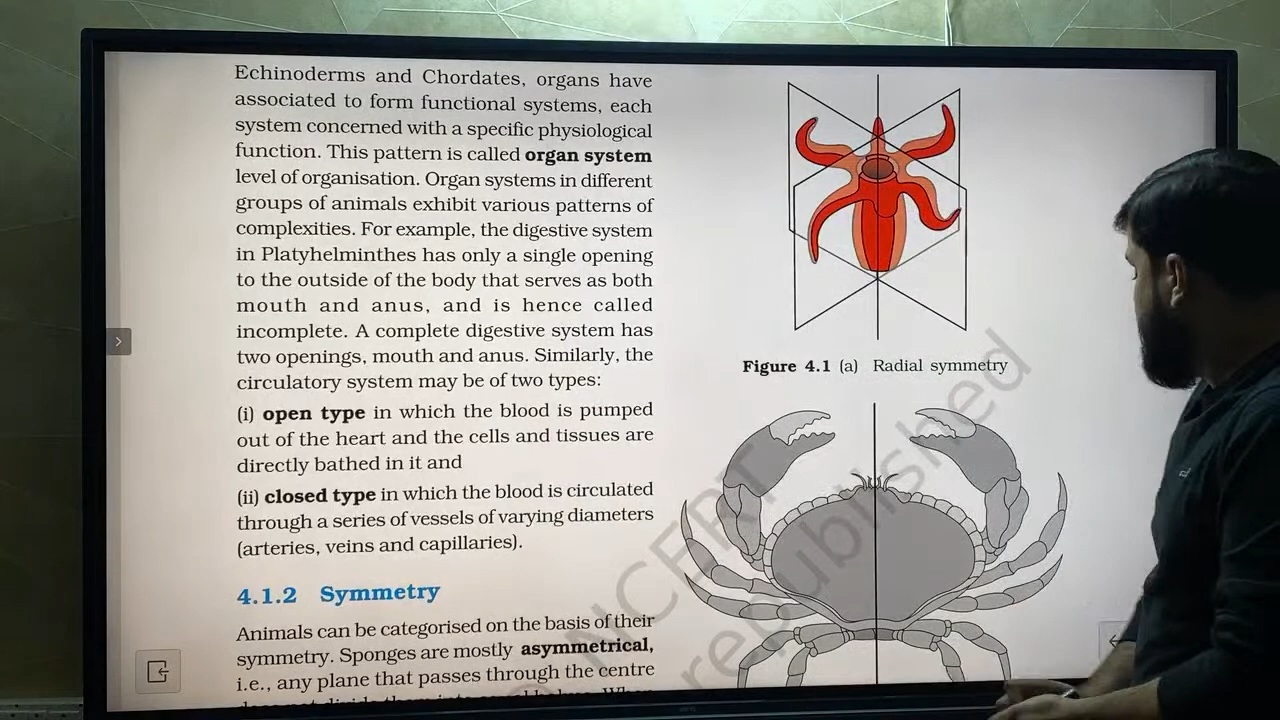 Echinoderms and Chordates, organs have
associated to form functional systems, each
system concerned with a specific physiological
function. This pattern is called organ system
level of organisation. Organ systems in different
groups of animals exhibit various patterns of
complexities. For example, the digestive system
in Platyhelminthes has only a single opening
to the outside of the body that serves as both
mouth and anus, and is hence called
incomplete. A complete digestive system has
two openings, mouth and anus. Similarly, the
circulatory system may be of two types:
(i) open type in which the blood is pumped
out of the heart and the cells and tissues are
directly bathed in it and
(ii) closed type in which the blood is circulated
through a series of vessels of varying diameters
(arteries, veins and capillaries).
4.1.2 Symmetry
Animals can be categorised on the basis of their
symmetry. Sponges are mostly asymmetrical,
i.e., any plane that passes through the centre
Figure 4.1 (a) Radial symmetry
NCERT
republished